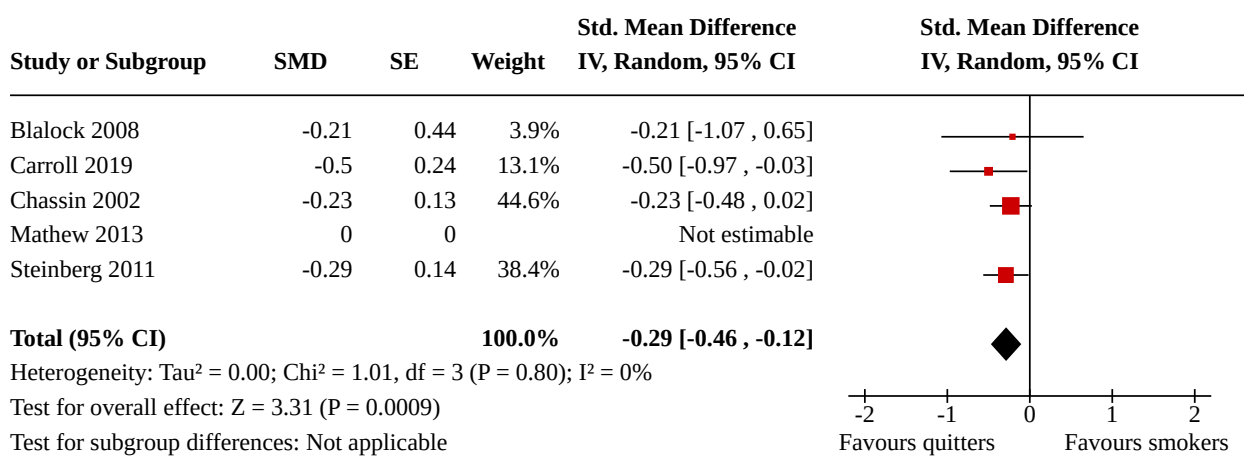 Std. Mean Difference Std. Mean Difference
Study or Subgroup SMD SE Weight IV, Random, 95% CI IV, Random, 95% CI
Blalock 2008 -0.21 0.44 3.9% -0.21 [-1.07 , 0.65]
Carroll 2019 -0.5 0.24 13.1% -0.50 [-0.97 , -0.03]
Chassin 2002 -0.23 0.13 44.6% -0.23 [-0.48 , 0.02]
Mathew 2013 0 0 Not estimable
Steinberg 2011 -0.29 0.14 38.4% -0.29 [-0.56 , -0.02]
Total (95% CI) 100.0% -0.29 [-0.46 , -0.12]
Heterogeneity: Tau² = 0.00; Chi² = 1.01, df = 3 (P = 0.80); I² = 0%
Test for overall effect: Z = 3.31 (P = 0.0009) -2 -1 0 1 2
Test for subgroup differences: Not applicable Favours quitters Favours smokers